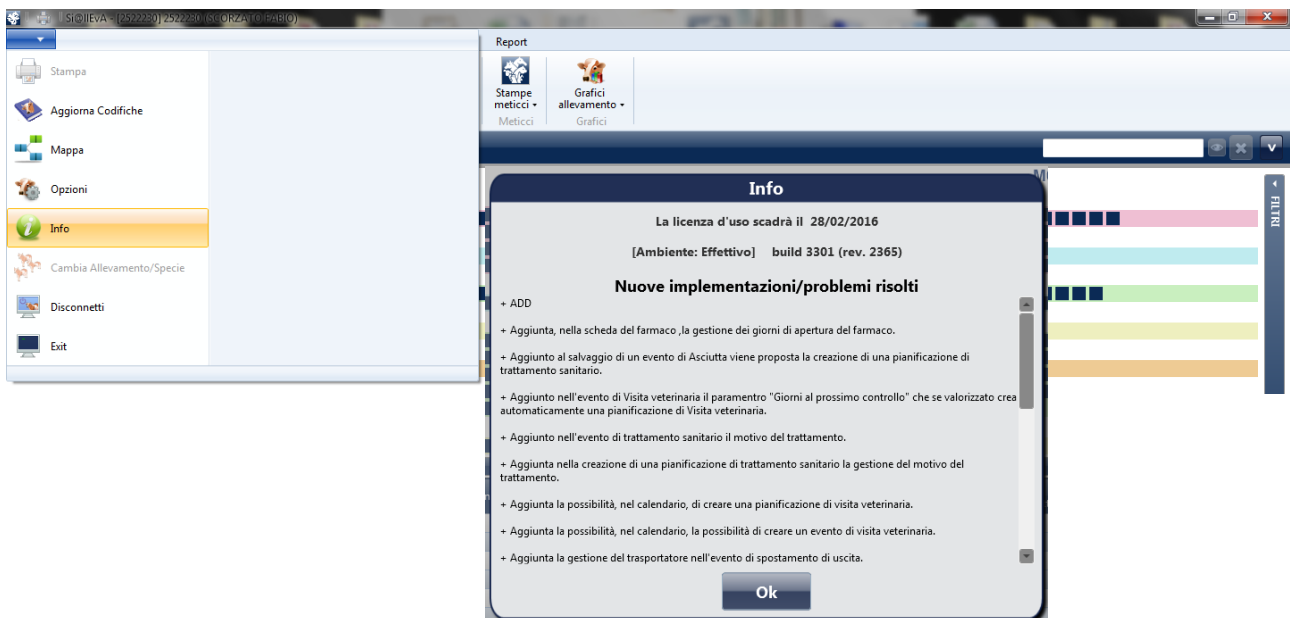 Si@llEvA - [2522230] 2522230 (SCORZATO FABIO)
Report
Stampa
Aggiorna Codifiche
Mappa
Opzioni
Info
Cambia Allevamento/Specie
Disconnetti
Exit
Stampe meticci
Grafici allevamento
Meticci
Grafici
V
FILTRI
Info
La licenza d'uso scadrà il 28/02/2016
[Ambiente: Effettivo] build 3301 (rev. 2365)
Nuove implementazioni/problemi risolti
+ ADD
+ Aggiunta, nella scheda del farmaco ,la gestione dei giorni di apertura del farmaco.
+ Aggiunto al salvaggio di un evento di Asciutta viene proposta la creazione di una pianificazione di
trattamento sanitario.
+ Aggiunto nell'evento di Visita veterinaria il paramentro "Giorni al prossimo controllo" che se valorizzato crea
automaticamente una pianificazione di Visita veterinaria.
+ Aggiunto nell'evento di trattamento sanitario il motivo del trattamento.
+ Aggiunta nella creazione di una pianificazione di trattamento sanitario la gestione del motivo del
trattamento.
+ Aggiunta la possibilità, nel calendario, di creare una pianificazione di visita veterinaria.
+ Aggiunta la possibilità, nel calendario, la possibilità di creare un evento di visita veterinaria.
+ Aggiunta la gestione del trasportatore nell'evento di spostamento di uscita.
Ok